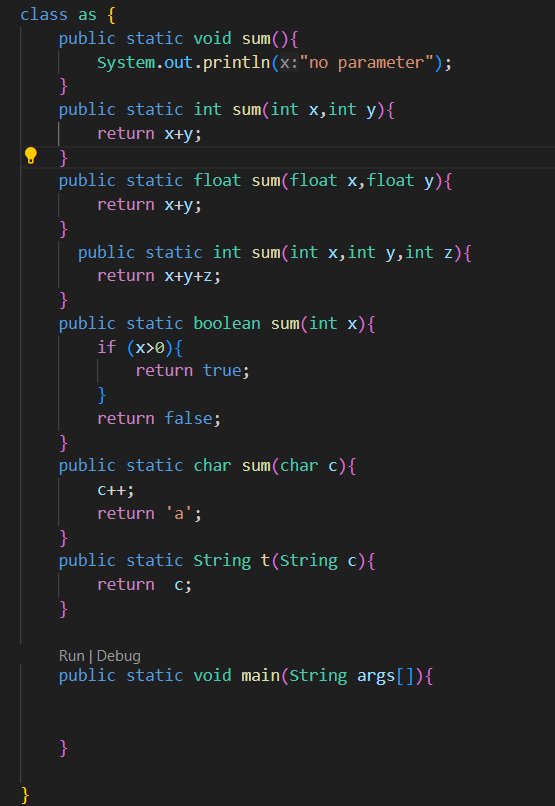 class as {
    public static void sum(){
        System.out.println(x:"no parameter");
    }
    public static int sum(int x,int y){
        return x+y;
    }
    public static float sum(float x,float y){
        return x+y;
    }
      public static int sum(int x,int y,int z){
        return x+y+z;
    }
    public static boolean sum(int x){
        if (x>0){
            return true;
        }
        return false;
    }
    public static char sum(char c){
        c++;
        return 'a';
    }
    public static String t(String c){
        return  c;
    }
    Run | Debug
    public static void main(String args[]){
    }
}